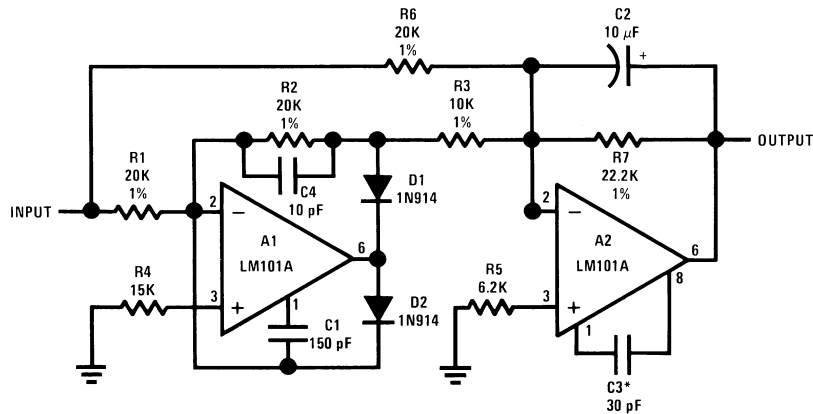 R6
20K
1%
C2
10 μF
+
R2
20K
1%
R3
10K
1%
OUTPUT
R1
20K
1%
C4
10 pF
D1
1N914
R7
22.2K
1%
INPUT
2
−
A1
LM101A
6
2
−
A2
LM101A
6
8
R4
15K
3
+
1
D2
1N914
R5
6.2K
3
+
1
C1
150 pF
C3*
30 pF